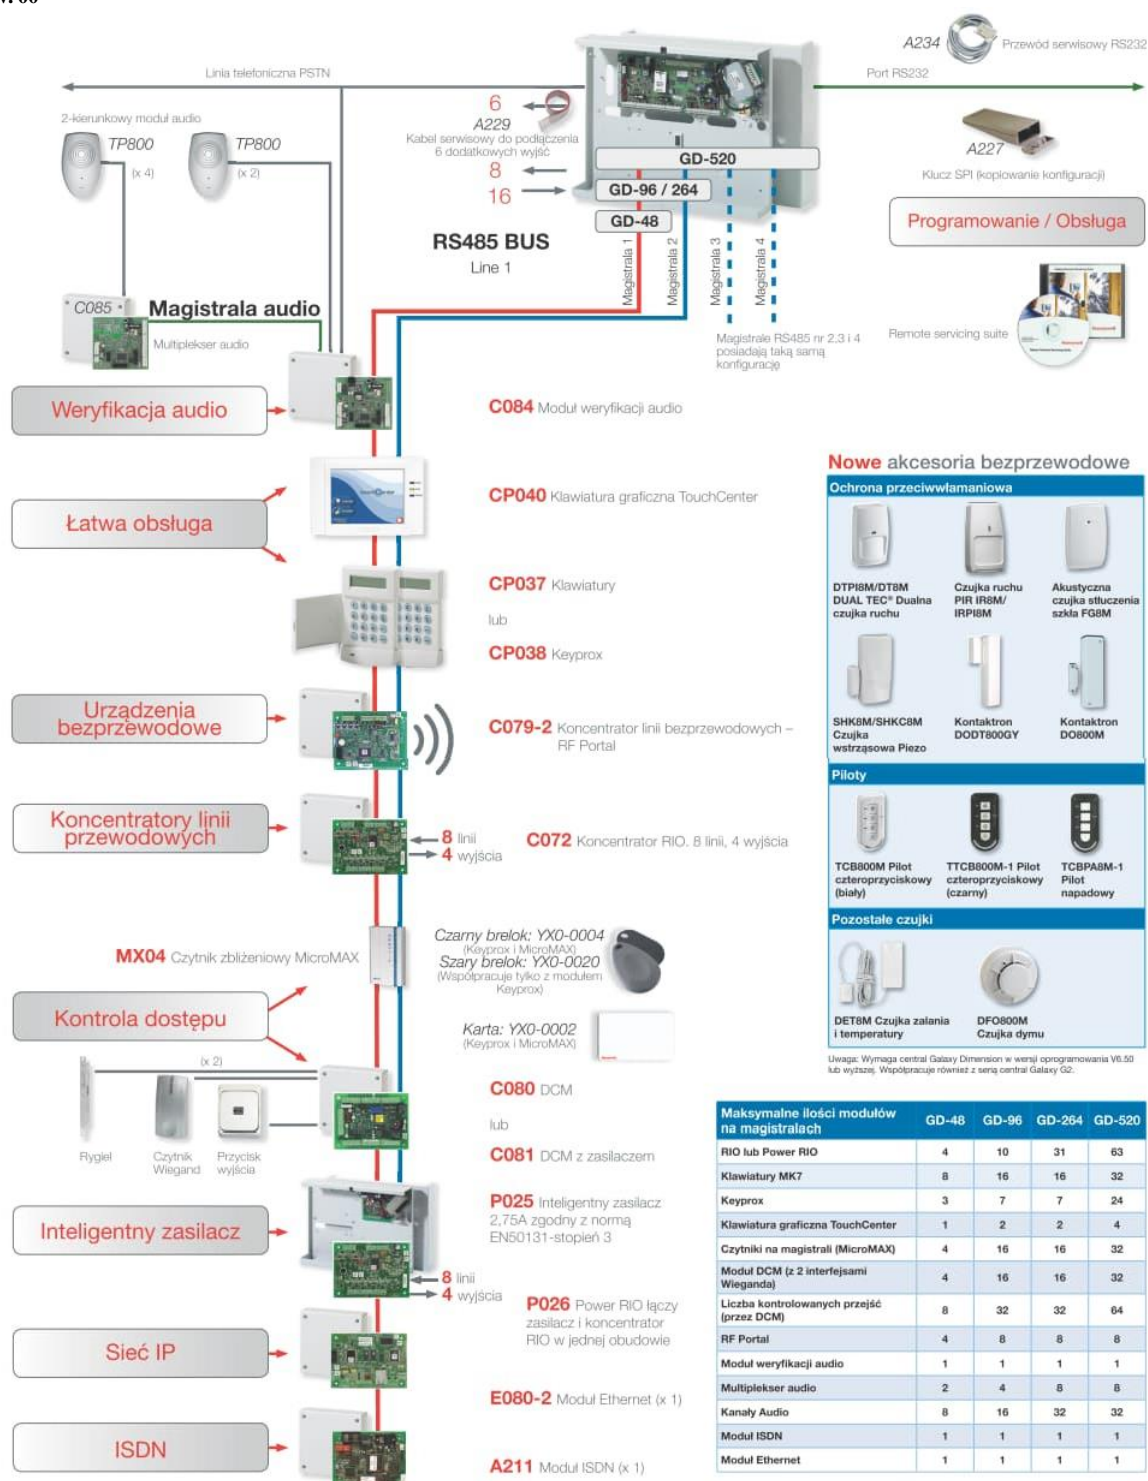 Linia telefoniczna PSTN
2-kierunkowy moduł audio
TP800
(x 4)
TP800
(x 2)
6
A229
Kabel serwisowy do podłączenia
6 dodatkowych wyjść
8
16
GD-520
GD-96 / 264
GD-48
RS485 BUS
Line 1
Magistrala 1
Magistrala 2
Magistrala 3
Magistrala 4
Magistrale RS485 nr 2,3 i 4
posiadają taką samą
konfigurację
A234
Przewód serwisowy RS232
Port RS232
A227
Klucz SPI (kopiowanie konfiguracji)
Programowanie / Obsługa
Remote servicing suite
C085
Magistrala audio
Multiplekser audio
Weryfikacja audio
C084 Moduł weryfikacji audio
Łatwa obsługa
CP040 Klawiatura graficzna TouchCenter
CP037 Klawiatury
lub
CP038 Keyprox
Urządzenia
bezprzewodowe
C079-2 Koncentrator linii bezprzewodowych –
RF Portal
Koncentratory linii
przewodowych
8 linii
4 wyjścia
C072 Koncentrator RIO. 8 linii, 4 wyjścia
MX04 Czytnik zbliżeniowy MicroMAX
Czarny brelok: YX0-0004
(Keyprox i MicroMAX)
Szary brelok: YX0-0020
(Współpracuje tylko z modułem
Keyprox)
Kontrola dostępu
Karta: YX0-0002
(Keyprox i MicroMAX)
(x 2)
Rygiel
Czytnik
Wiegand
Przycisk
wyjścia
C080 DCM
lub
C081 DCM z zasilaczem
Inteligentny zasilacz
P025 Inteligentny zasilacz
2,75A zgodny z normą
EN50131-stopień 3
8 linii
4 wyjścia
P026 Power RIO łączy
zasilacz i koncentrator
RIO w jednej obudowie
Sieć IP
E080-2 Moduł Ethernet (x 1)
ISDN
A211 Moduł ISDN (x 1)
Nowe akcesoria bezprzewodowe
Ochrona przeciwwłamaniowa
DTPI8M/DT8M
DUAL TEC® Dualna
czujka ruchu
Czujka ruchu
PIR IR8M/
IRPI8M
Akustyczna
czujka stłuczenia
szkła FG8M
SHK8M/SHKC8M
Czujka
wstrząsowa Piezo
Kontaktron
DODT800GY
Kontaktron
DO800M
Piloty
TCB800M Pilot
czteroprzyciskowy
(biały)
TTCB800M-1 Pilot
czteroprzyciskowy
(czarny)
TCBPA8M-1
Pilot
napadowy
Pozostałe czujki
DET8M Czujka zalania
i temperatury
DFO800M
Czujka dymu
Uwaga: Wymaga central Galaxy Dimension w wersji oprogramowania V6.50
lub wyższej. Współpracuje również z serią central Galaxy G2.
Maksymalne ilości modułów
na magistralach GD-48 GD-96 GD-264 GD-520
RIO lub Power RIO 4 10 31 63
Klawiatury MK7 8 16 16 32
Keyprox 3 7 7 24
Klawiatura graficzna TouchCenter 1 2 2 4
Czytniki na magistrali (MicroMAX) 4 16 16 32
Moduł DCM (z 2 interfejsami
Wieganda) 4 16 16 32
Liczba kontrolowanych przejść
(przez DCM) 8 32 32 64
RF Portal 4 8 8 8
Moduł weryfikacji audio 1 1 1 1
Multiplekser audio 2 4 8 8
Kanały Audio 8 16 32 32
Moduł ISDN 1 1 1 1
Moduł Ethernet 1 1 1 1